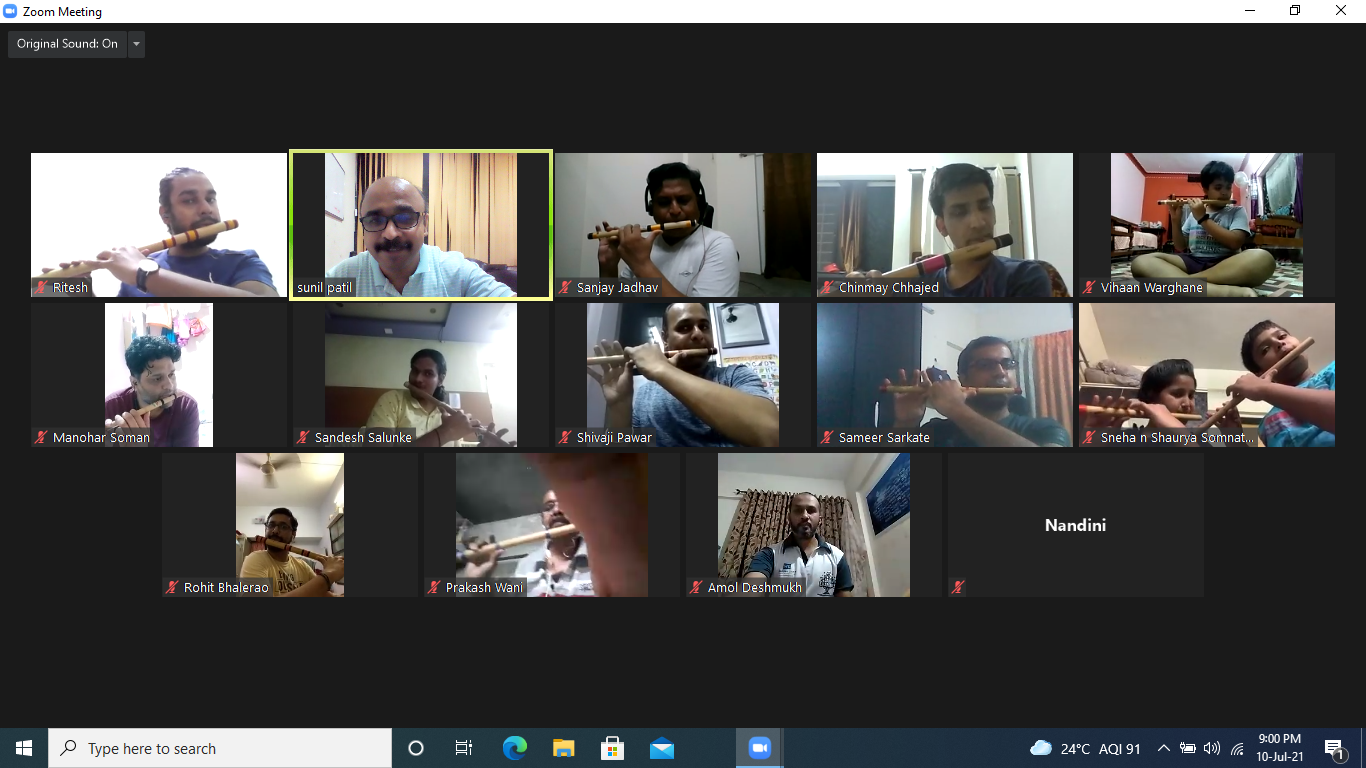 Zoom Meeting
Original Sound: On
Ritesh
sunil patil
Sanjay Jadhav
Chinmay Chhajed
Vihaan Warghane
Manohar Soman
Sandesh Salunke
Shivaji Pawar
Sameer Sarkate
Sneha n Shaurya Somnat...
Rohit Bhalerao
Prakash Wani
Amol Deshmukh
Nandini
Type here to search
24°C AQI 91
9:00 PM
10-Jul-21
1